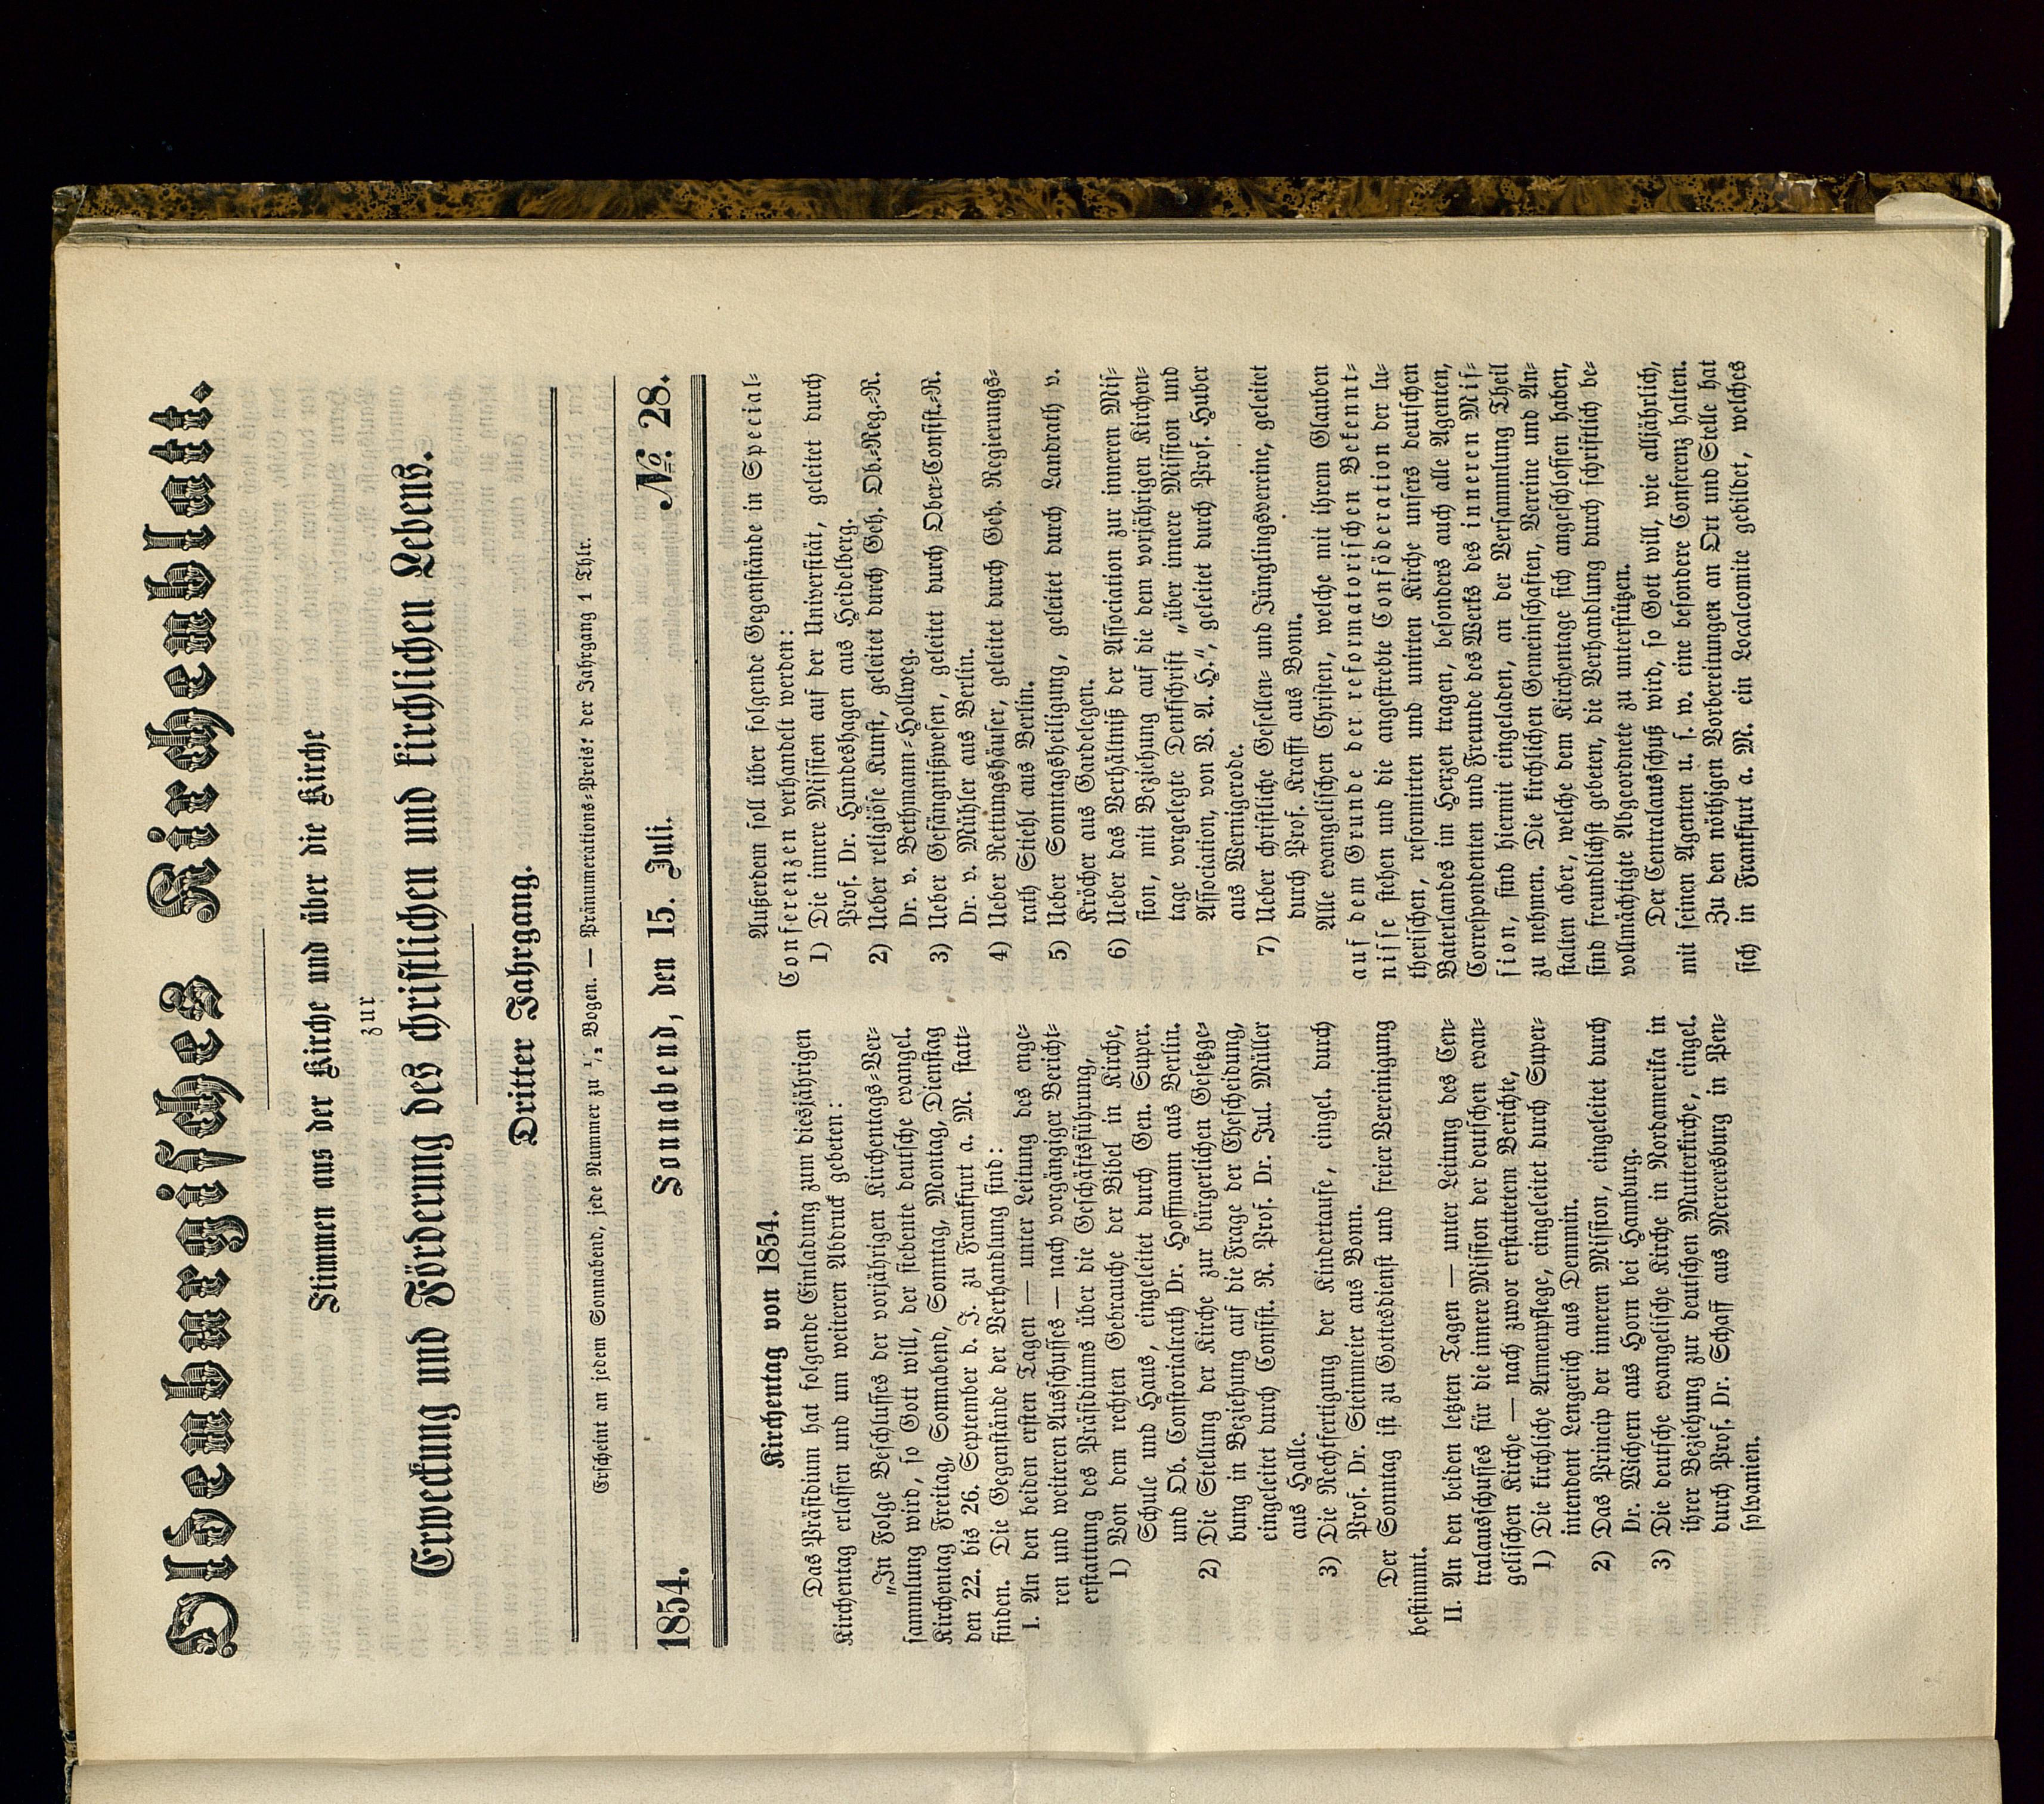 Oldenburgisches Kirchenblatt.
Stimmen aus der Kirche und über die Kirche
zur
Erweckung und Förderung des christlichen und kirchlichen Lebens.
Dritter Jahrgang.
Erscheint an jedem Sonnabend, jede Nummer zu ½ Bogen. — Pränumerations-Preis: der Jahrgang 1 Thlr.
1854. Sonnabend, den 15. Juli. No. 28.
Kirchentag von 1854.
Das Präsidium hat folgende Einladung zum diesjährigen
Kirchentag erlassen und um weiteren Abdruck gebeten:
„In Folge Beschlusses der vorjährigen Kirchentags-Ver-
sammlung wird, so Gott will, der siebente deutsche evangel.
Kirchentag Freitag, Sonnabend, Sonntag, Montag, Dienstag
den 22. bis 26. September d. J. zu Frankfurt a. M. statt-
finden. Die Gegenstände der Verhandlung sind:
I. An den beiden ersten Tagen — unter Leitung des enge-
ren und weiteren Ausschusses — nach vorgängiger Bericht-
erstattung des Präsidiums über die Geschäftsführung,
1) Von dem rechten Gebrauche der Bibel in Kirche,
Schule und Haus, eingeleitet durch Gen. Super.
und Ob. Constorialrath Dr. Hoffmann aus Berlin.
2) Die Stellung der Kirche zur bürgerlichen Gesetzge-
bung in Beziehung auf die Frage der Ehescheidung,
eingeleitet durch Consist. R. Prof. Dr. Jul. Müller
aus Halle.
3) Die Rechtfertigung der Kindertaufe, eingel. durch
Prof. Dr. Steinmeier aus Bonn.
Der Sonntag ist zu Gottesdienst und freier Vereinigung
bestimmt.
II. An den beiden letzten Tagen — unter Leitung des Cen-
tralausschusses für die innere Mission der deutschen evan-
gelischen Kirche — nach zuvor erstattetem Berichte,
1) Die kirchliche Armenpflege, eingeleitet durch Super-
intendent Lengerich aus Demmin.
2) Das Princip der inneren Mission, eingeleitet durch
Dr. Wichern aus Horn bei Hamburg.
3) Die deutsche evangelische Kirche in Nordamerika in
ihrer Beziehung zur deutschen Mutterkirche, eingel.
durch Prof. Dr. Schaff aus Mercersburg in Pen-
sylvanien.
Außerdem soll über folgende Gegenstände in Special-
Conferenzen verhandelt werden:
1) Die innere Mission auf der Universität, geleitet durch
Prof. Dr. Hundeshagen aus Heidelberg.
2) Ueber religiöse Kunst, geleitet durch Geh. Ob.-Reg.-R.
Dr. v. Bethmann-Hollweg.
3) Ueber Gefängnißwesen, geleitet durch Ober-Consist.-R.
Dr. v. Mühler aus Berlin.
4) Ueber Rettungshäuser, geleitet durch Geh. Regierungs-
rath Stiehl aus Berlin.
5) Ueber Sonntagsheiligung, geleitet durch Landrath v.
Kröcher aus Gardelegen.
6) Ueber das Verhältniß der Association zur inneren Mis-
sion, mit Beziehung auf die dem vorjährigen Kirchen-
tage vorgelegte Denkschrift „über innere Mission und
Association, von V. A. H.“, geleitet durch Prof. Huber
aus Wernigerode.
7) Ueber christliche Gesellen- und Jünglingsvereine, geleitet
durch Prof. Krafft aus Bonn.
Alle evangelischen Christen, welche mit ihrem Glauben
auf dem Grunde der reformatorischen Bekennt-
nisse stehen und die angestrebte Conföderation der lu-
therischen, reformirten und unirten Kirche unsers deutschen
Vaterlandes im Herzen tragen, besonders auch alle Agenten,
Correspondenten und Freunde des Werks des inneren Mis-
sion, sind hiermit eingeladen, an der Versammlung Theil
zu nehmen. Die kirchlichen Gemeinschaften, Vereine und An-
stalten aber, welche dem Kirchentage sich angeschlossen haben,
sind freundlichst gebeten, die Verhandlung durch schriftlich be-
vollmächtigte Abgeordnete zu unterstützen.
Der Centralausschuß wird, so Gott will, wie alljährlich,
mit seinen Agenten u. s. w. eine besondere Conferenz halten.
Zu den nöthigen Vorbereitungen an Ort und Stelle hat
sich in Frankfurt a. M. ein Localcomite gebildet, welches